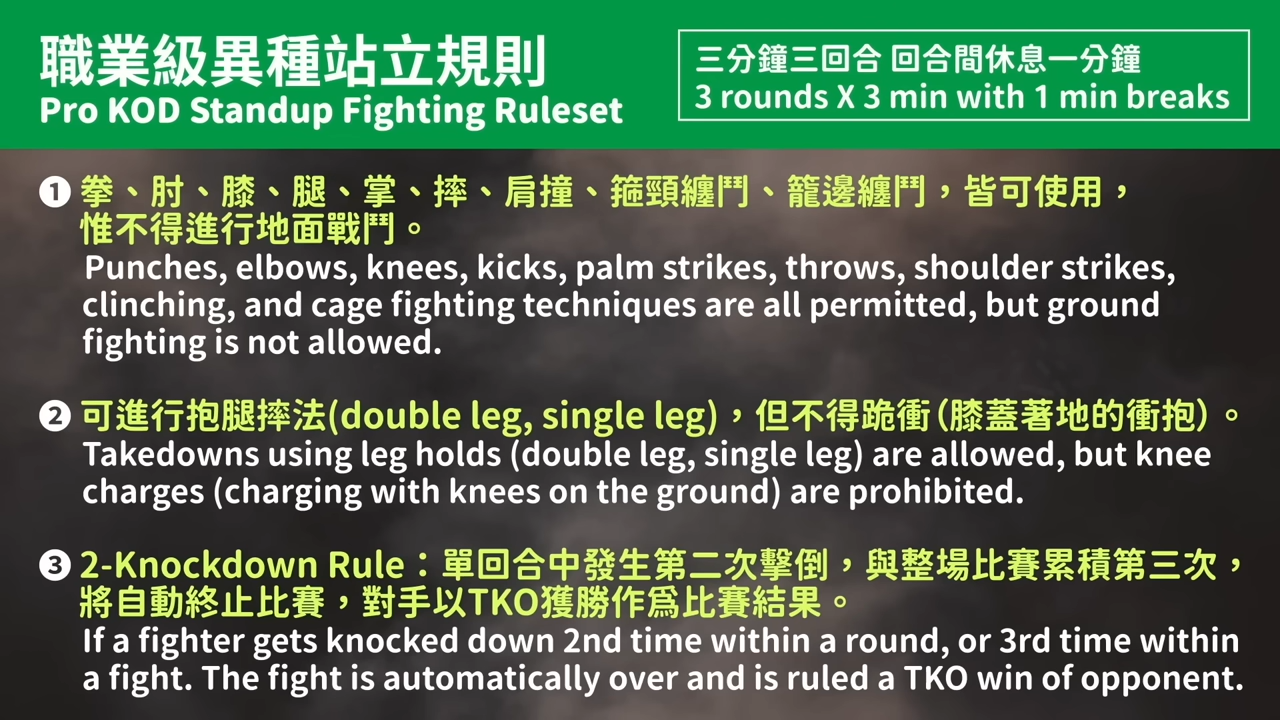 職業級異種站立規則
Pro KOD Standup Fighting Ruleset
三分鐘三回合 回合間休息一分鐘
3 rounds X 3 min with 1 min breaks
❶ 拳、肘、膝、腿、掌、摔、肩撞、箍頸纏鬥、籠邊纏鬥，皆可使用，
惟不得進行地面戰鬥。
Punches, elbows, knees, kicks, palm strikes, throws, shoulder strikes,
clinching, and cage fighting techniques are all permitted, but ground
fighting is not allowed.
❷ 可進行抱腿摔法(double leg, single leg)，但不得跪衝（膝蓋著地的衝抱）。
Takedowns using leg holds (double leg, single leg) are allowed, but knee
charges (charging with knees on the ground) are prohibited.
❸ 2-Knockdown Rule：單回合中發生第二次擊倒，與整場比賽累積第三次，
將自動終止比賽，對手以TKO獲勝作為比賽結果。
If a fighter gets knocked down 2nd time within a round, or 3rd time within
a fight. The fight is automatically over and is ruled a TKO win of opponent.